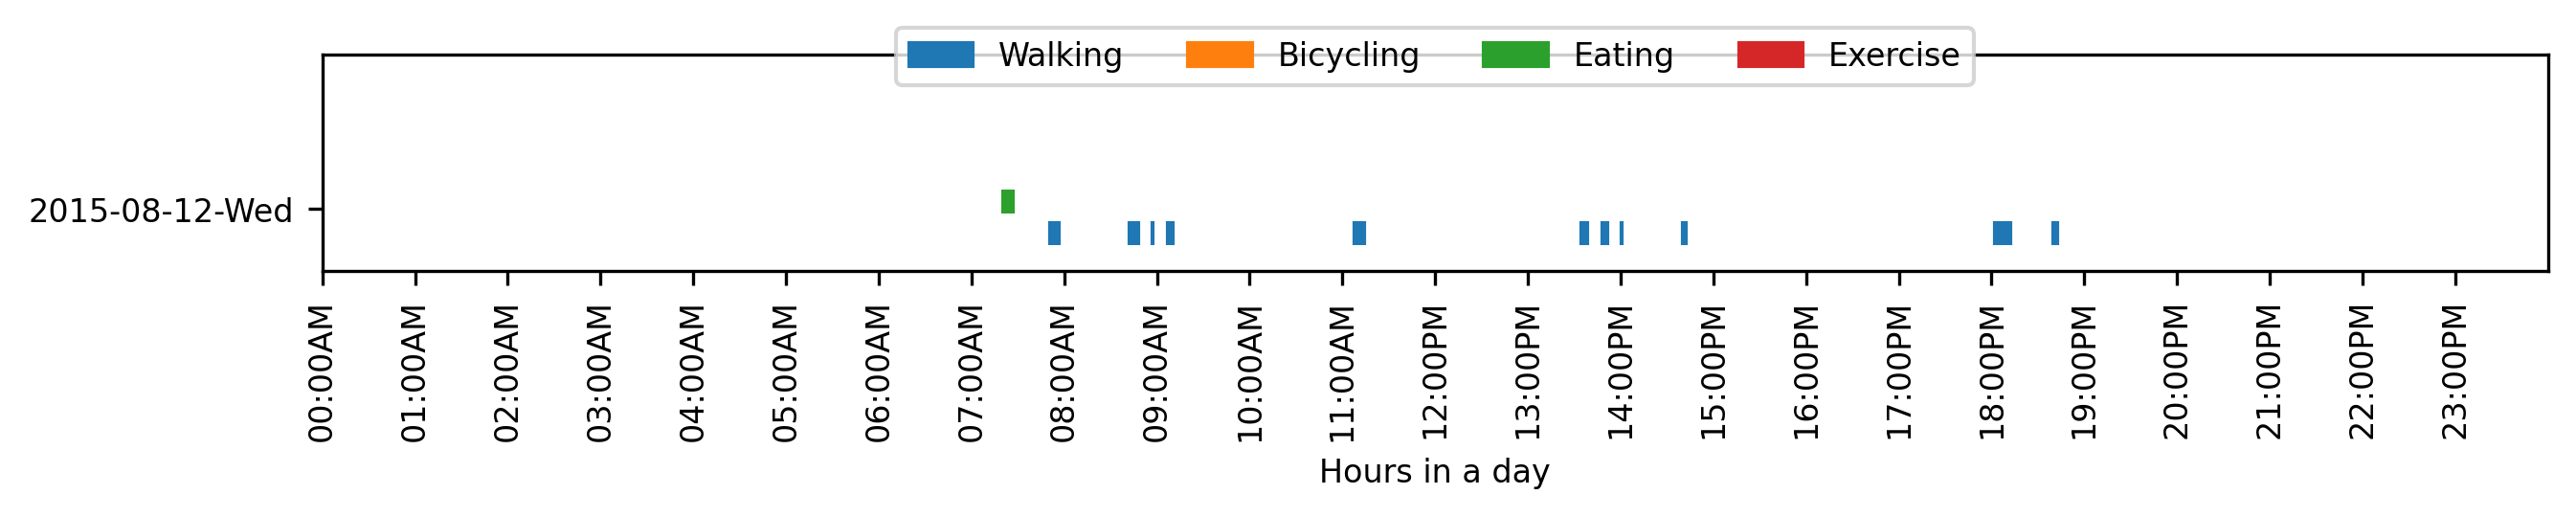 Walking Bicycling Eating Exercise
2015-08-12-Wed
00:00AM
01:00AM
02:00AM
03:00AM
04:00AM
05:00AM
06:00AM
07:00AM
08:00AM
09:00AM
10:00AM
11:00AM
12:00PM
13:00PM
14:00PM
15:00PM
16:00PM
17:00PM
18:00PM
19:00PM
20:00PM
21:00PM
22:00PM
23:00PM
Hours in a day